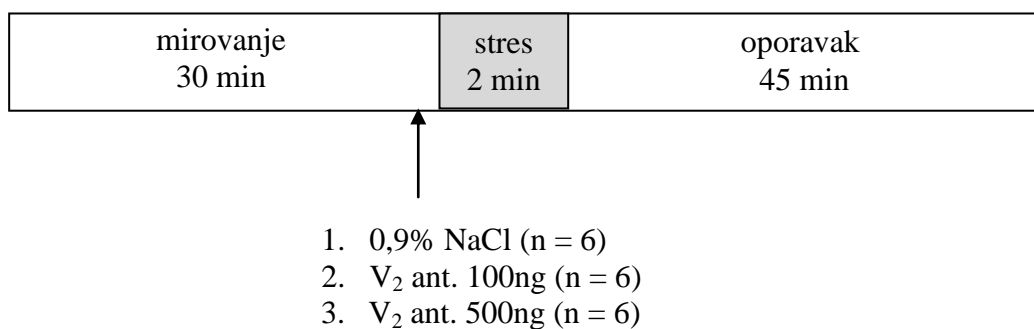 mirovanje
30 min
stres
2 min
oporavak
45 min
1. 0,9% NaCl (n = 6)
2. V₂ ant. 100ng (n = 6)
3. V₂ ant. 500ng (n = 6)